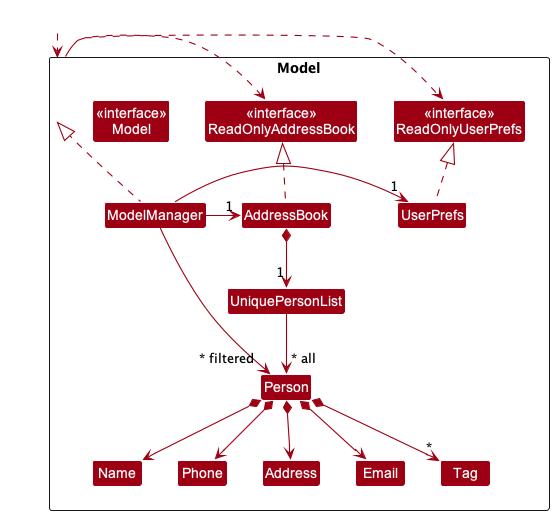 Model
«interface»
Model
«interface»
ReadOnlyAddressBook
«interface»
ReadOnlyUserPrefs
1
ModelManager
1
AddressBook
UserPrefs
1
UniquePersonList
* filtered
* all
Person
*
Name
Phone
Address
Email
Tag